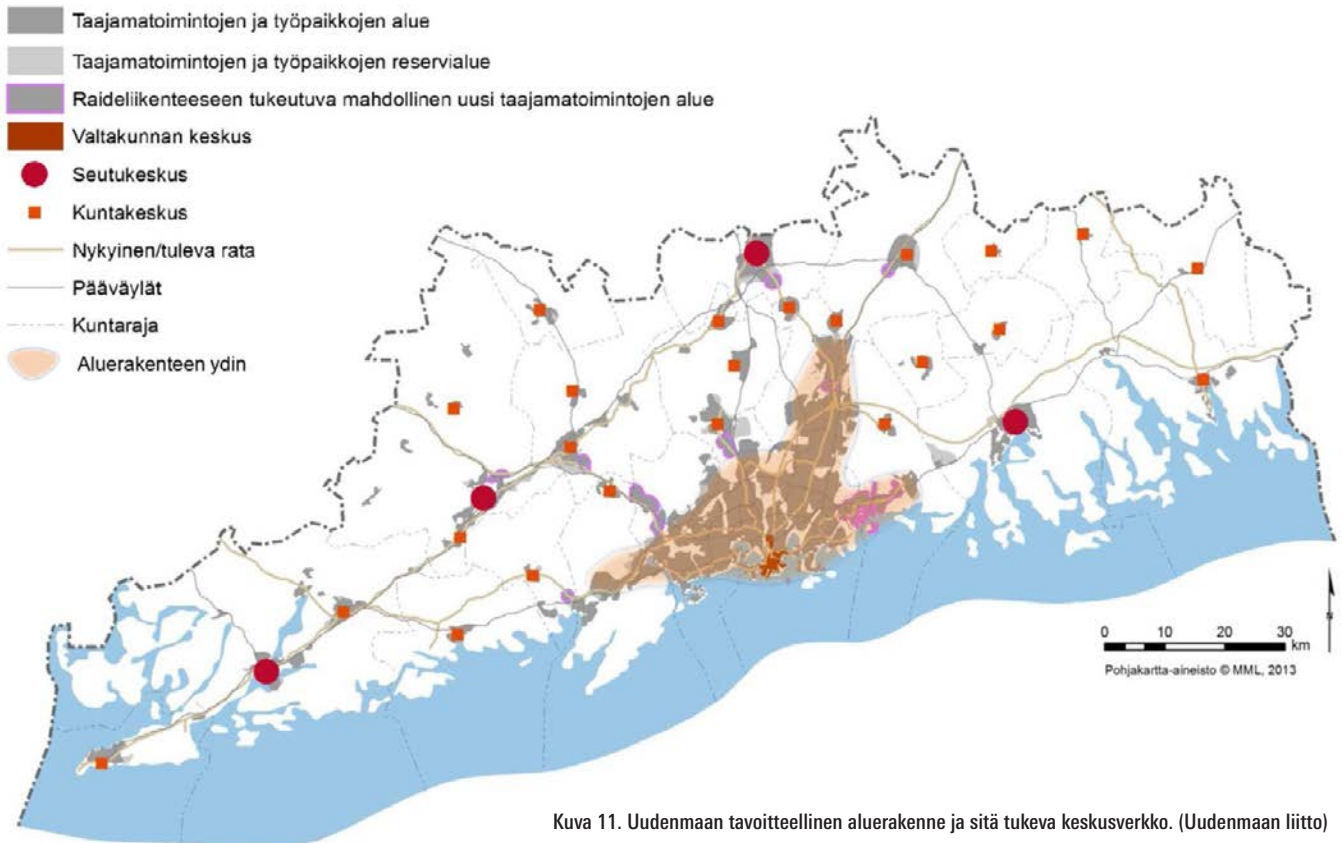 Taajamatoimintojen ja työpaikkojen alue
Taajamatoimintojen ja työpaikkojen reservialue
Raideliikenteeseen tukeutuva mahdollinen uusi taajamatoimintojen alue
Valtakunnan keskus
Seutukeskus
Kuntakeskus
Nykyinen/tuleva rata
Pääväylät
Kuntaraja
Aluerakenteen ydin
0 10 20 30
km
Pohjakartta-aineisto © MML, 2013
Kuva 11. Uudenmaan tavoitteellinen aluerakenne ja sitä tukeva keskusverkko. (Uudenmaan liitto)